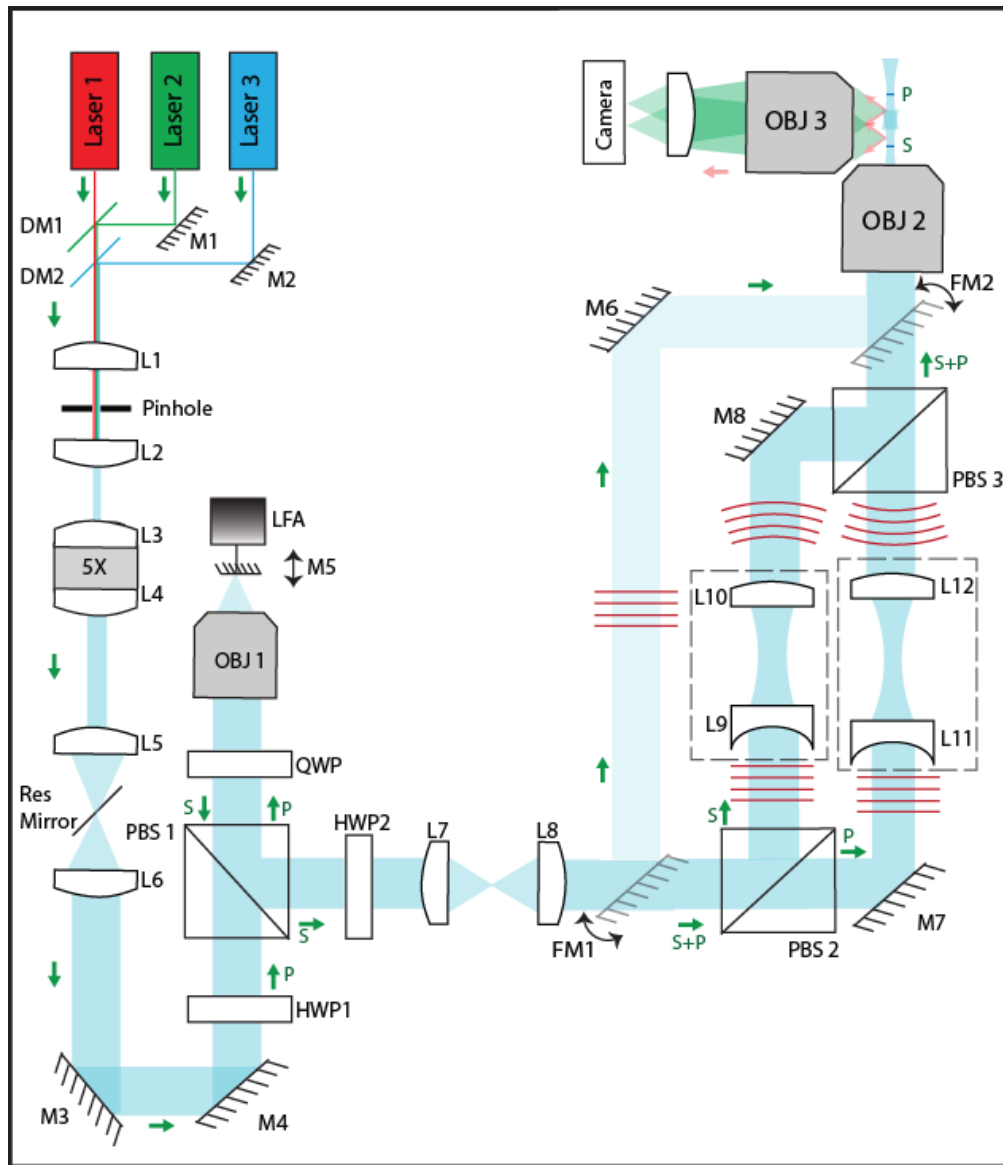 Laser 1
Laser 2
Laser 3
DM1
M1
DM2
M2
L1
Pinhole
L2
L3
5X
L4
LFA
M5
OBJ 1
L5
Res
Mirror
QWP
S
P
PBS 1
HWP2
L7
L8
L6
S
P
HWP1
M3
M4
FM1
S+P
PBS 2
M7
P
S
L9
L11
L10
L12
M8
PBS 3
S+P
M6
FM2
OBJ 2
Camera
OBJ 3
P
S